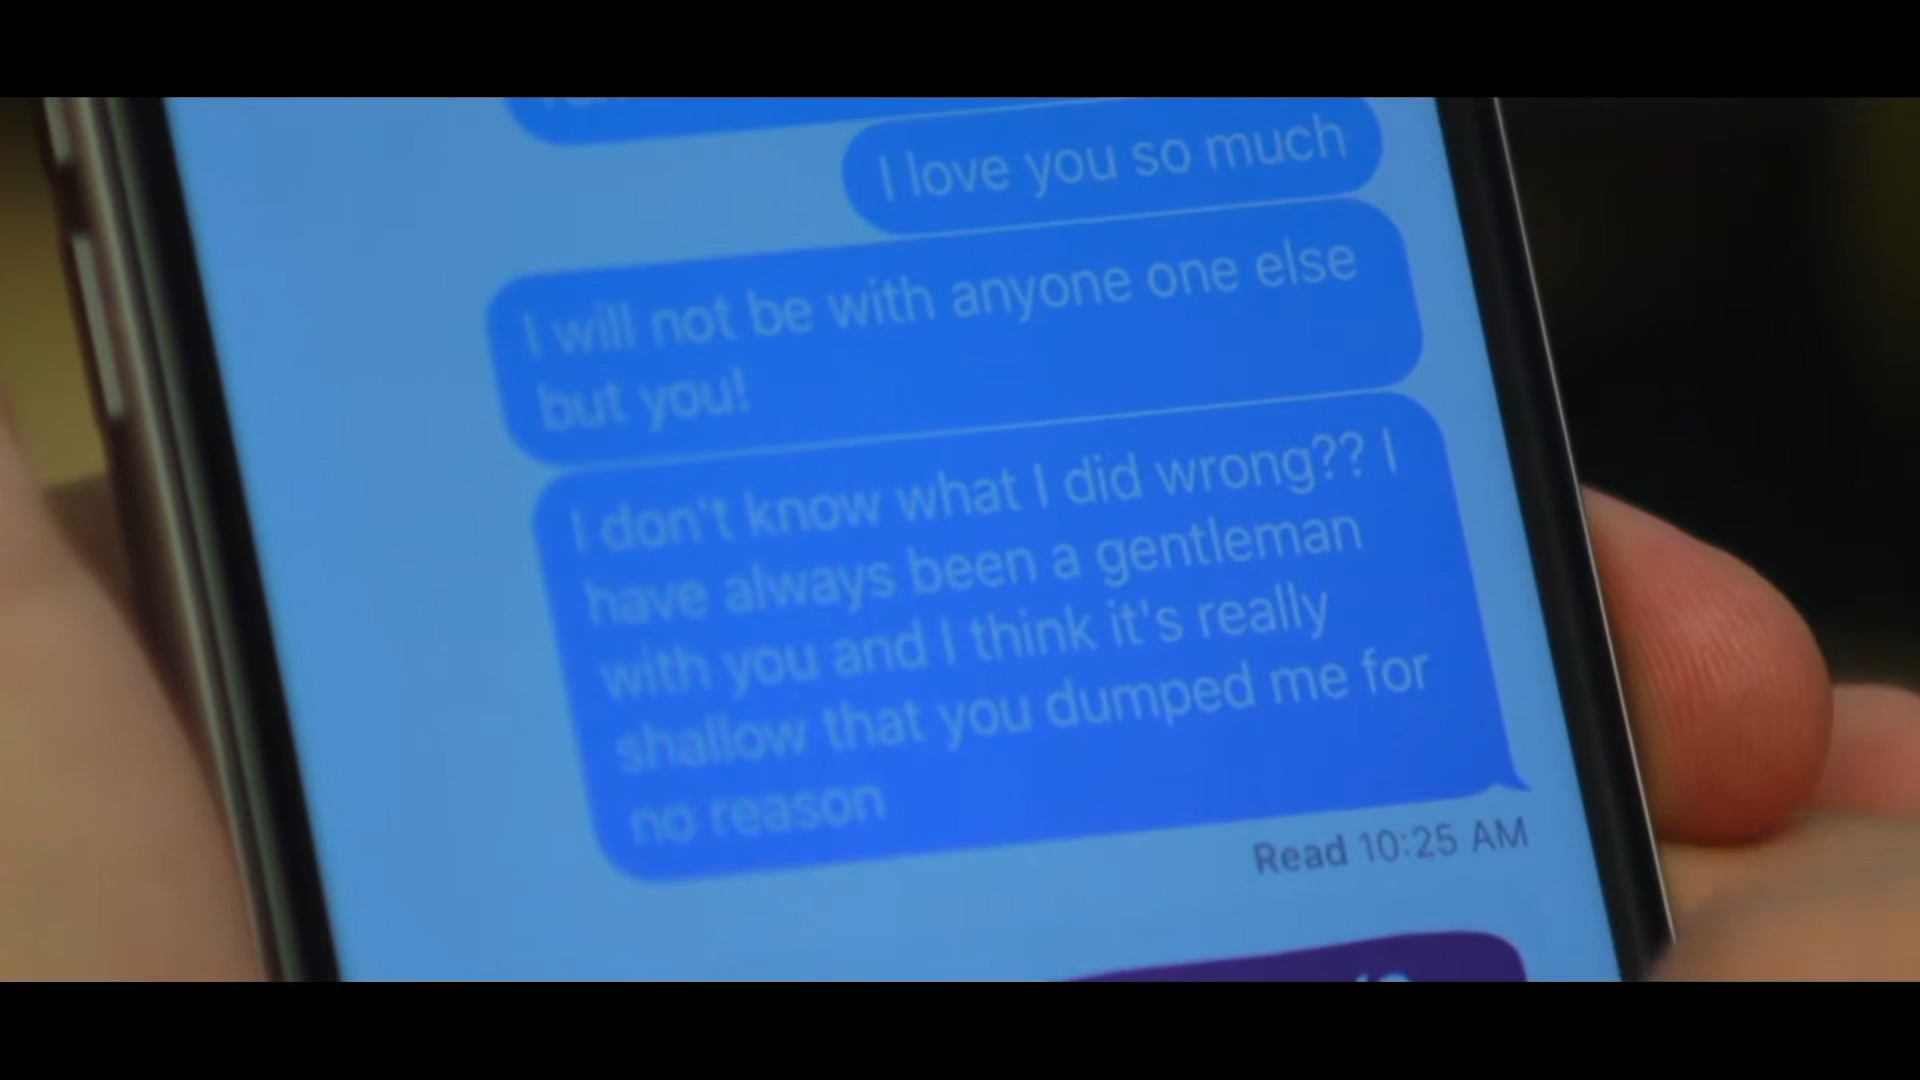 I love you so much
I will not be with anyone one else
but you!
I don't know what I did wrong?? I
have always been a gentleman
with you and I think it's really
shallow that you dumped me for
no reason
Read 10:25 AM